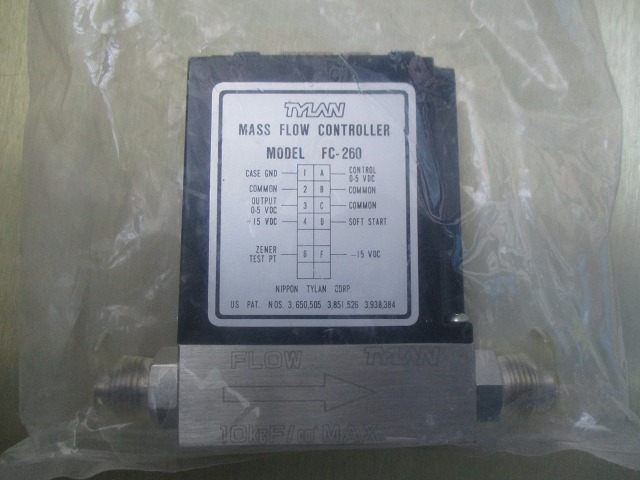 TYLAN
MASS FLOW CONTROLLER
MODEL FC-260
CASE GND 1 A CONTROL 0-5 VDC
COMMON 2 B COMMON
OUTPUT 0-5 VDC 3 C COMMON
-15 VDC 4 D SOFT START
ZENER TEST PT. 6 F -15 VDC
NIPPON TYLAN CORP.
US PAT. NOS. 3,650,505 3,851,526 3,938,384
FLOW TYLAN
10kgF/cm² MAX